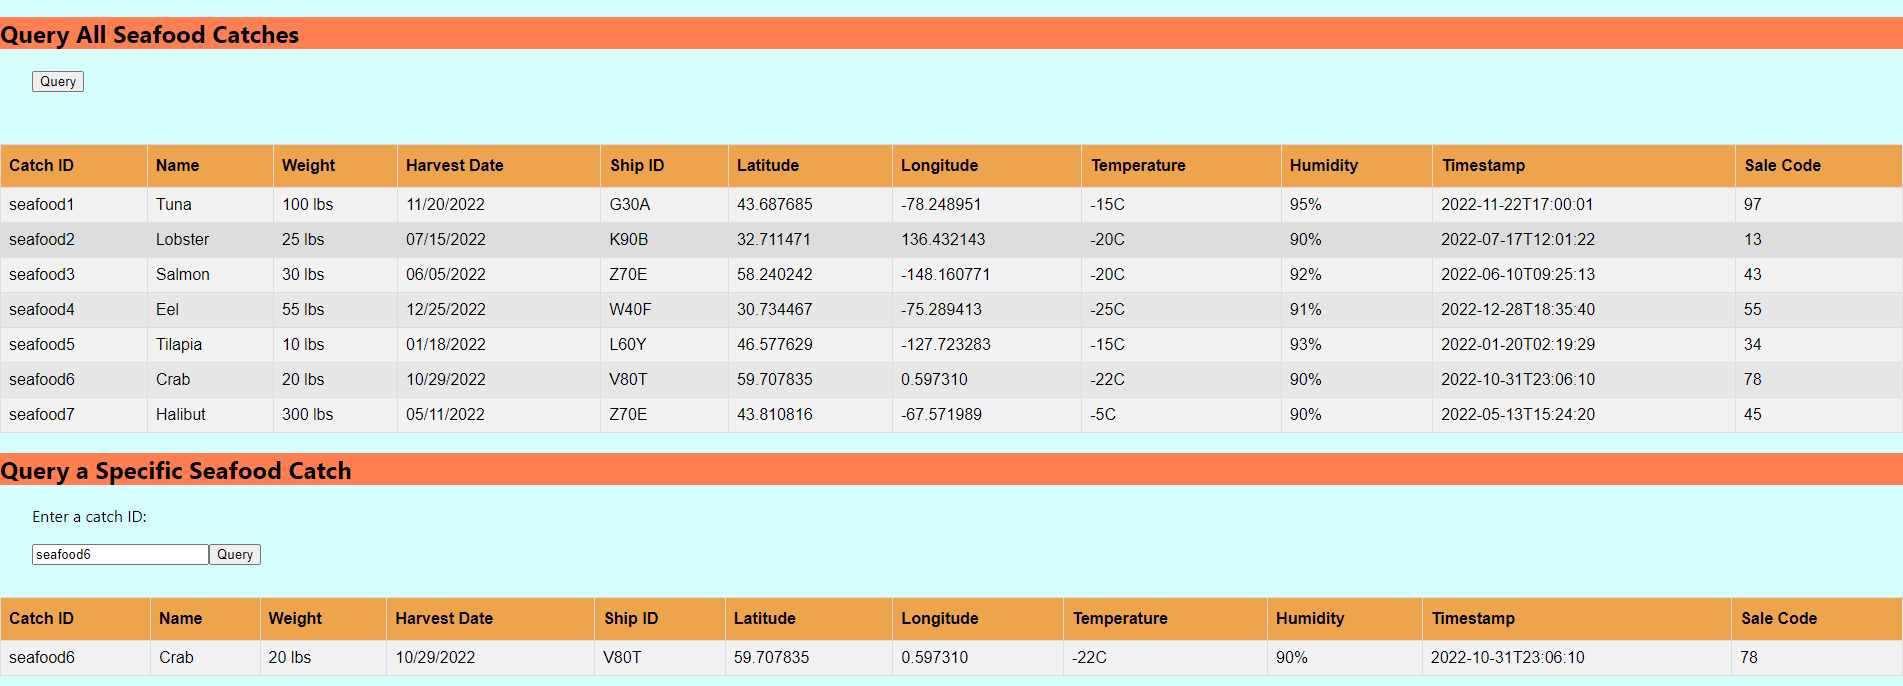 Query All Seafood Catches
Query
Catch ID Name Weight Harvest Date Ship ID Latitude Longitude Temperature Humidity Timestamp Sale Code
seafood1 Tuna 100 lbs 11/20/2022 G30A 43.687685 -78.248951 -15C 95% 2022-11-22T17:00:01 97
seafood2 Lobster 25 lbs 07/15/2022 K90B 32.711471 136.432143 -20C 90% 2022-07-17T12:01:22 13
seafood3 Salmon 30 lbs 06/05/2022 Z70E 58.240242 -148.160771 -20C 92% 2022-06-10T09:25:13 43
seafood4 Eel 55 lbs 12/25/2022 W40F 30.734467 -75.289413 -25C 91% 2022-12-28T18:35:40 55
seafood5 Tilapia 10 lbs 01/18/2022 L60Y 46.577629 -127.723283 -15C 93% 2022-01-20T02:19:29 34
seafood6 Crab 20 lbs 10/29/2022 V80T 59.707835 0.597310 -22C 90% 2022-10-31T23:06:10 78
seafood7 Halibut 300 lbs 05/11/2022 Z70E 43.810816 -67.571989 -5C 90% 2022-05-13T15:24:20 45
Query a Specific Seafood Catch
Enter a catch ID:
seafood6 Query
Catch ID Name Weight Harvest Date Ship ID Latitude Longitude Temperature Humidity Timestamp Sale Code
seafood6 Crab 20 lbs 10/29/2022 V80T 59.707835 0.597310 -22C 90% 2022-10-31T23:06:10 78